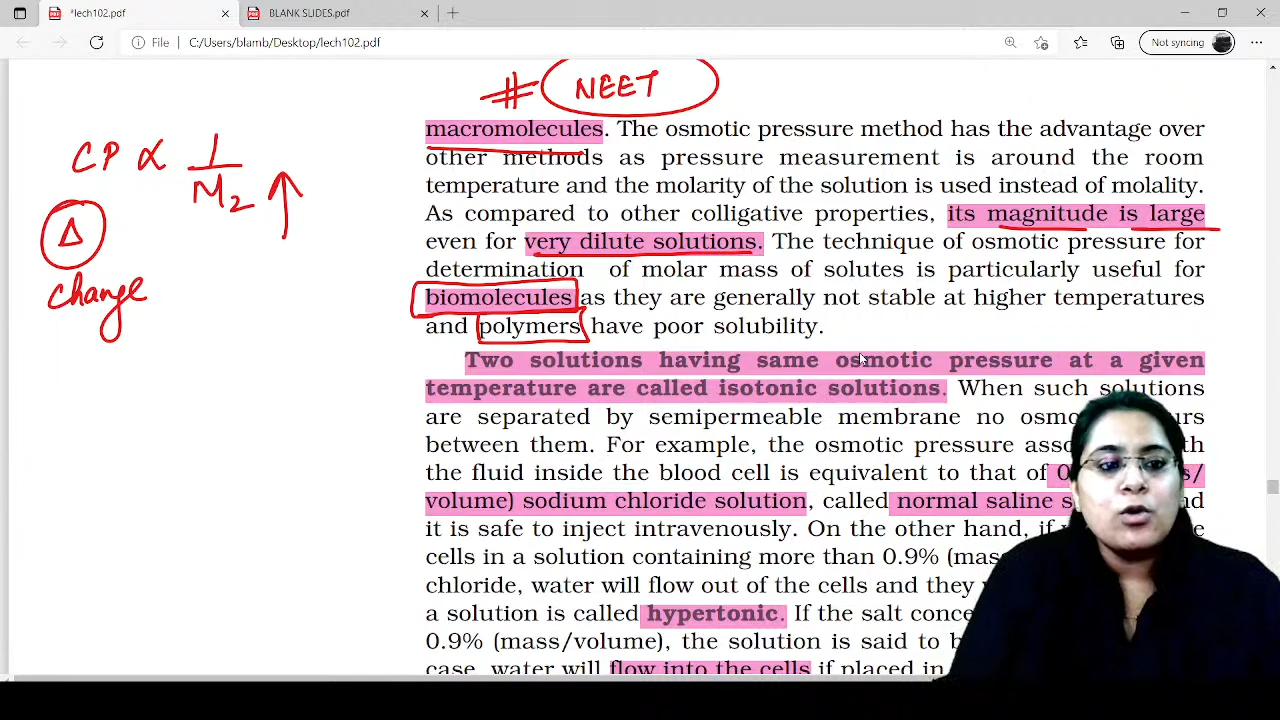 *lech102.pdf
BLANK SLIDES.pdf
File
C:/Users/blamb/Desktop/lech102.pdf
Not syncing
# NEET
CP ∝ 1/M2 ↑
Δ
change
macromolecules. The osmotic pressure method has the advantage over
other methods as pressure measurement is around the room
temperature and the molarity of the solution is used instead of molality.
As compared to other colligative properties, its magnitude is large
even for very dilute solutions. The technique of osmotic pressure for
determination of molar mass of solutes is particularly useful for
biomolecules as they are generally not stable at higher temperatures
and polymers have poor solubility.
Two solutions having same osmotic pressure at a given
temperature are called isotonic solutions. When such solutions
are separated by semipermeable membrane no
between them. For example, the osmotic pressure
the fluid inside the blood cell is equivalent to that of
volume) sodium chloride solution, called normal saline
it is safe to inject intravenously. On the other hand, if
cells in a solution containing more than 0.9%
chloride, water will flow out of the cells and they
a solution is called hypertonic. If the salt
0.9% (mass/volume), the solution is said to
case, water will flow into the cells if placed in